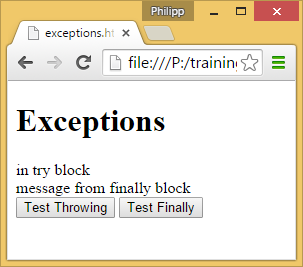 Philipp
exceptions.ht
file:///P:/training
Exceptions
in try block
message from finally block
Test Throwing Test Finally